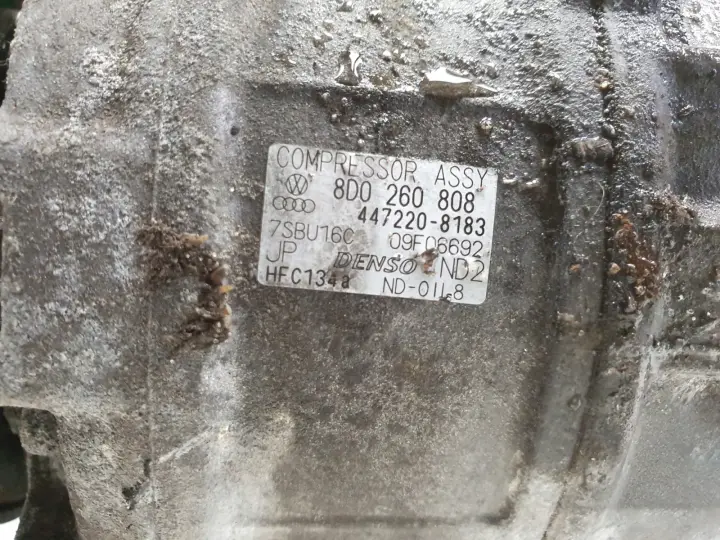 COMPRESSOR ASSY
8D0 260 808
447220-8183
7SBU16C 09F06692
JP DENSO ND2
HFC134a ND-OIL8